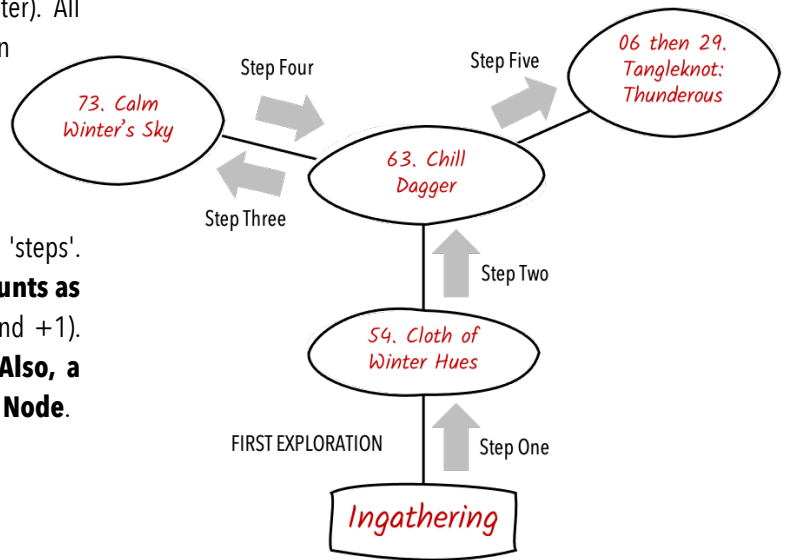 ter). All
n
'steps'.
unts as
nd +1).
Also, a
Node.
Step Four
Step Five
06 then 29.
Tangleknot:
Thunderous
73. Calm
Winter's Sky
63. Chill
Dagger
Step Three
Step Two
54. Cloth of
Winter Hues
FIRST EXPLORATION
Step One
Ingathering